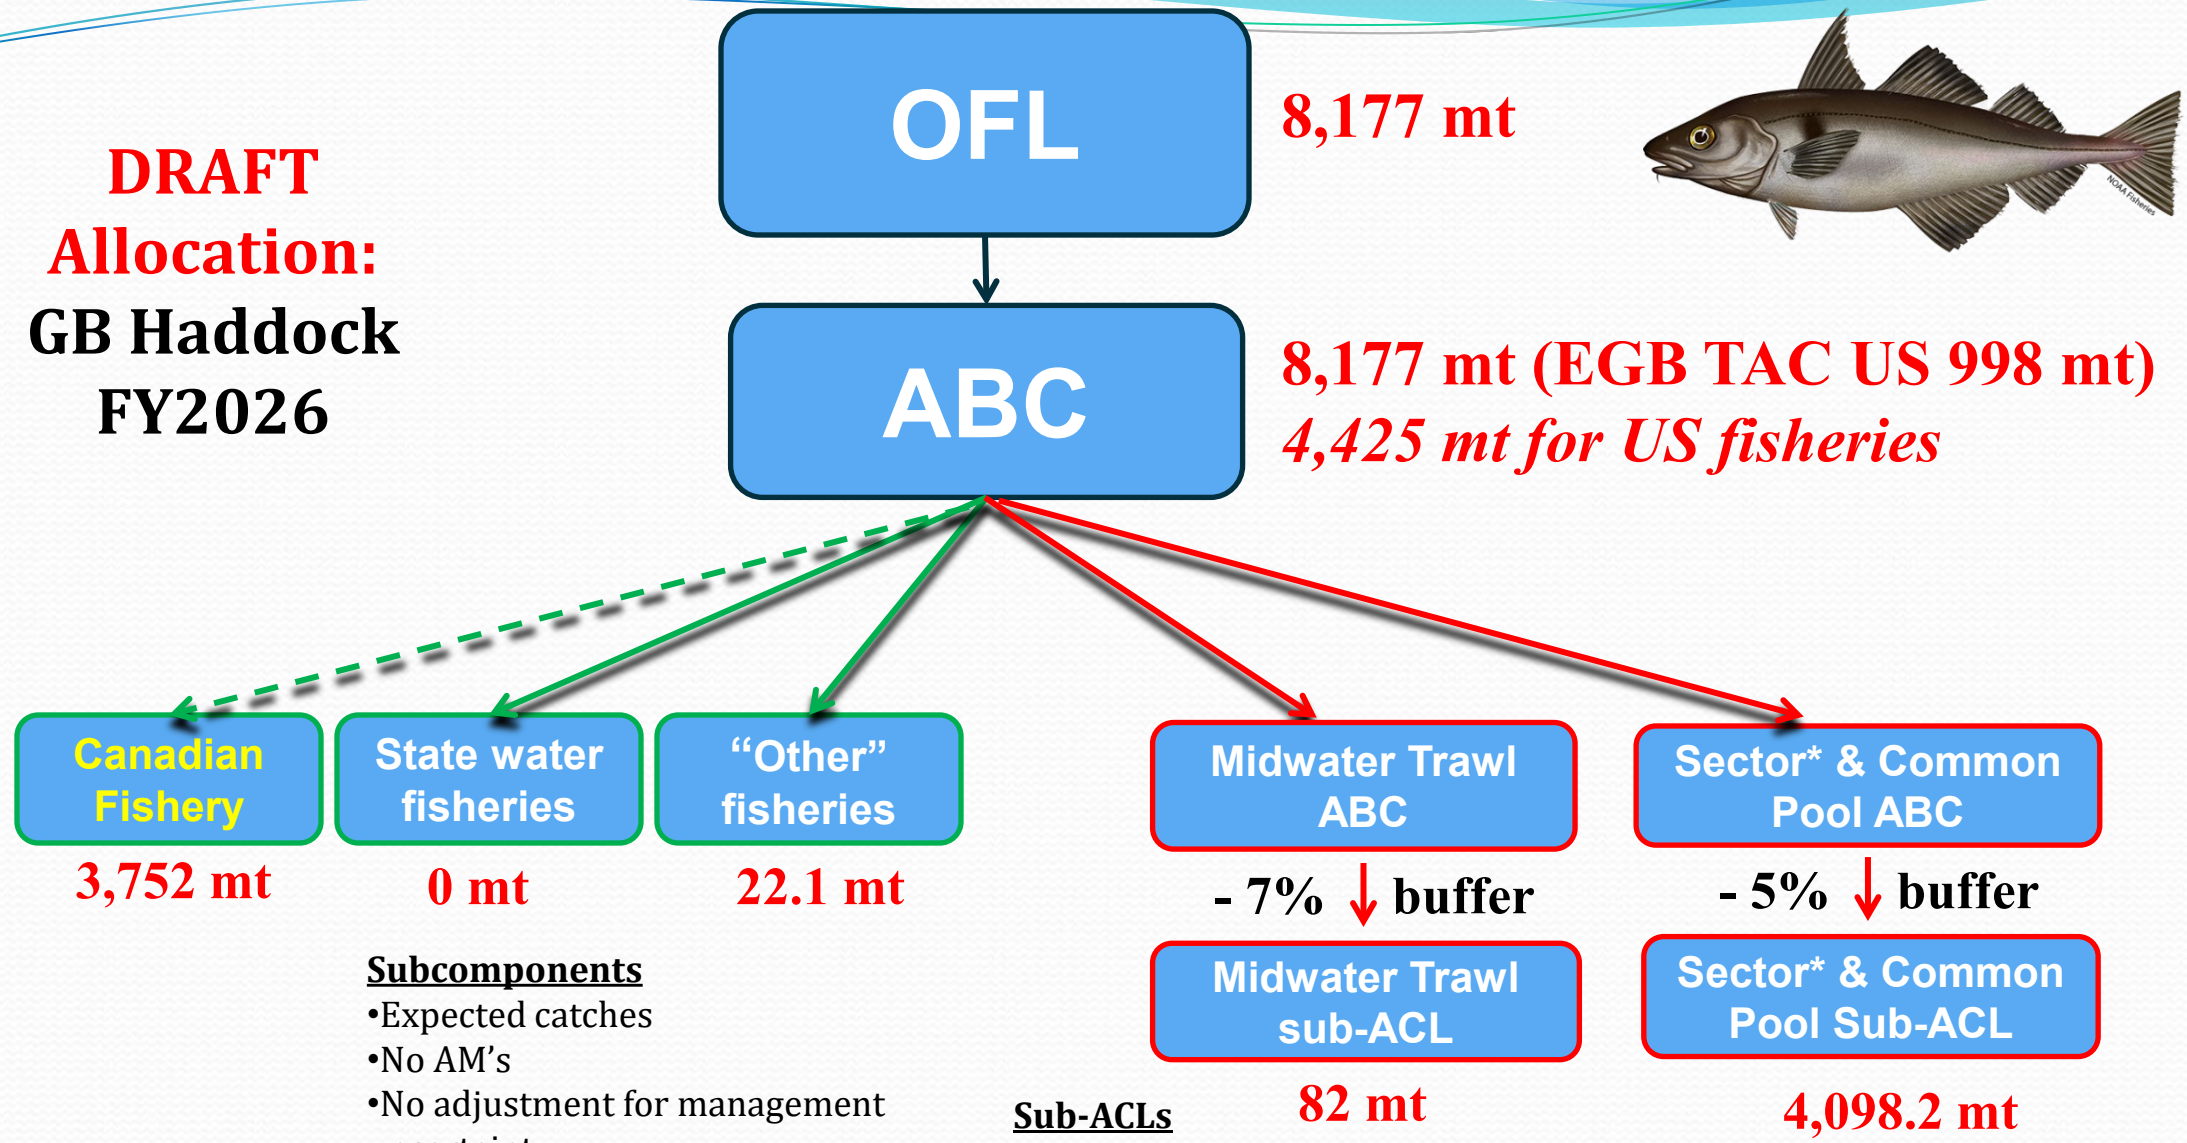 OFL
8,177 mt
NOAA Fisheries
DRAFT
Allocation:
GB Haddock
FY2026
ABC
8,177 mt (EGB TAC US 998 mt)
4,425 mt for US fisheries
Canadian
Fishery
3,752 mt
State water
fisheries
0 mt
“Other”
fisheries
22.1 mt
Midwater Trawl
ABC
- 7% buffer
Midwater Trawl
sub-ACL
82 mt
Sector* & Common
Pool ABC
- 5% buffer
Sector* & Common
Pool Sub-ACL
4,098.2 mt
Subcomponents
•Expected catches
•No AM’s
•No adjustment for management
Sub-ACLs